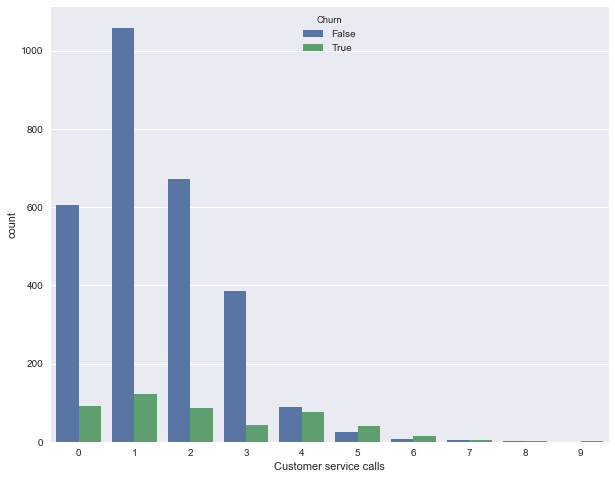 Churn
False
True
1000
800
600
400
200
0
count
0 1 2 3 4 5 6 7 8 9
Customer service calls